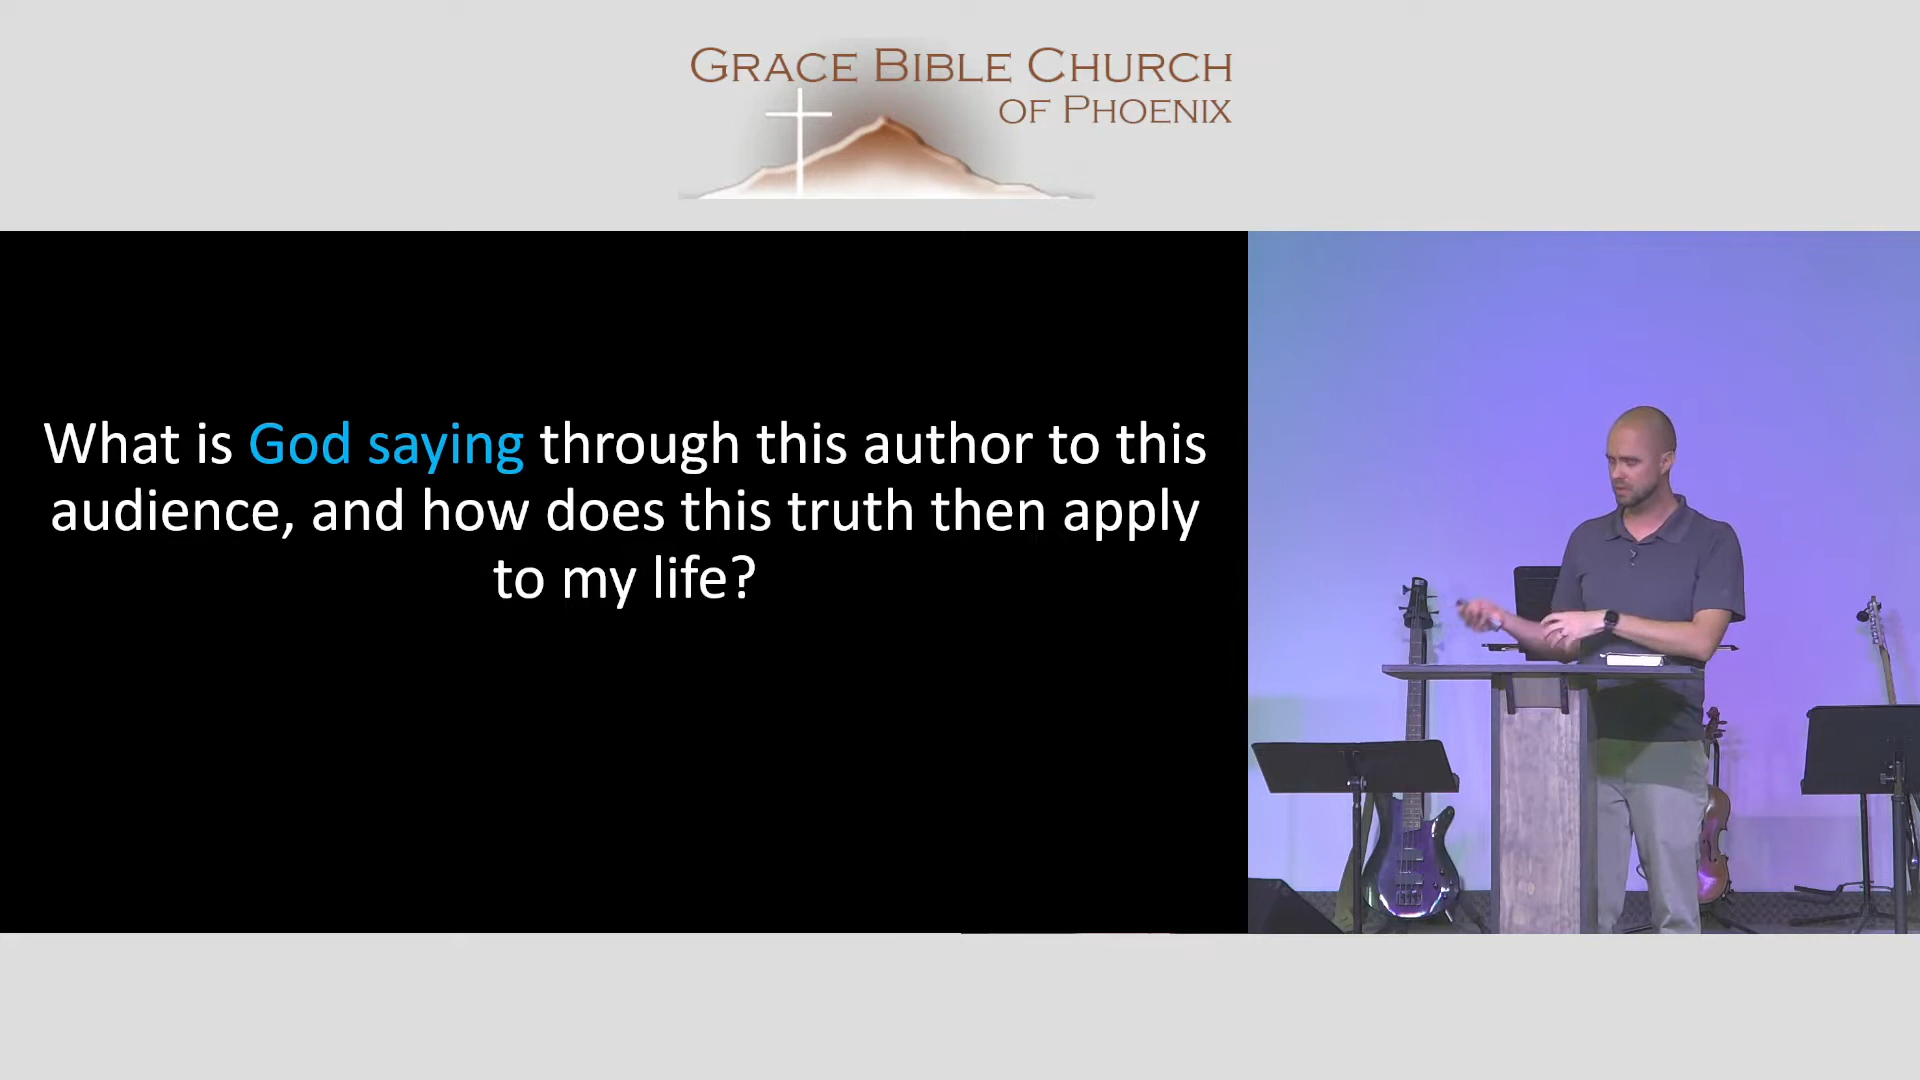 GRACE BIBLE CHURCH
OF PHOENIX
What is God saying through this author to this
audience, and how does this truth then apply
to my life?